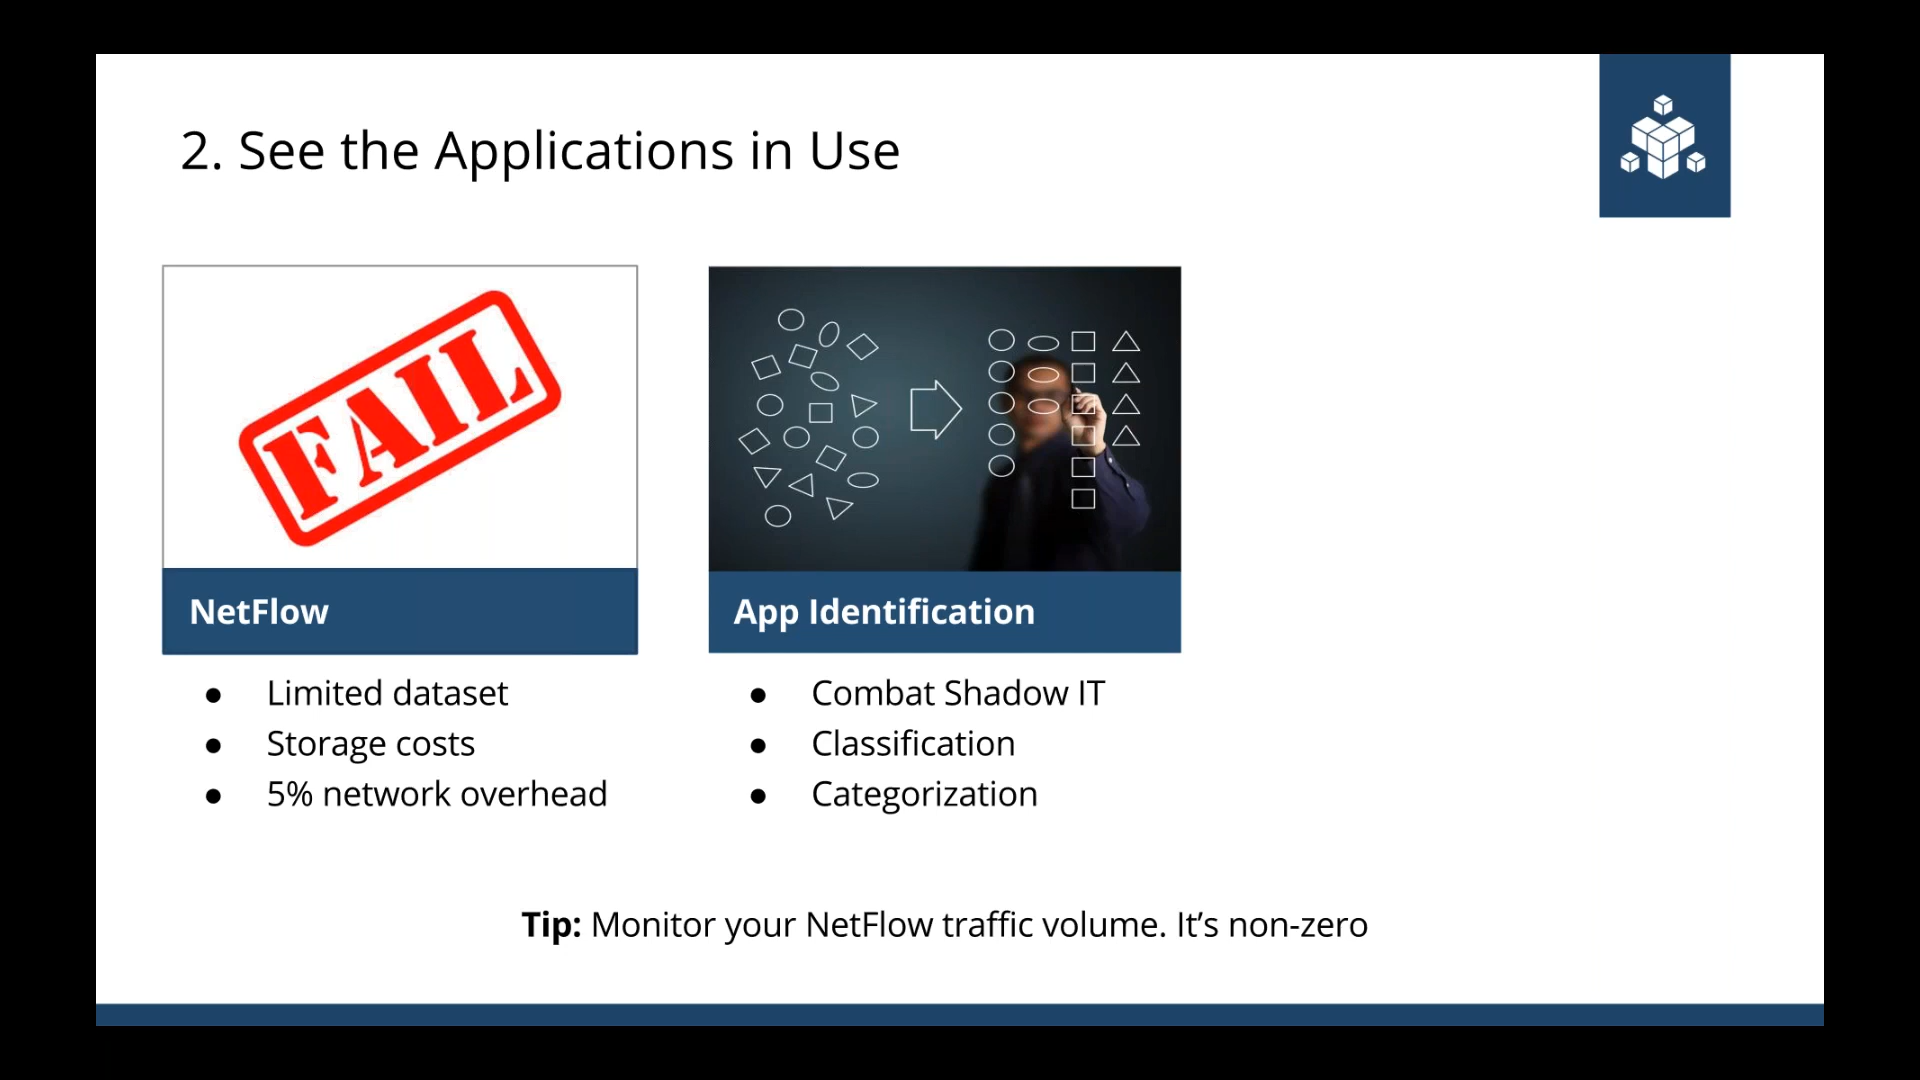 2. See the Applications in Use
FAIL
NetFlow
● Limited dataset
● Storage costs
● 5% network overhead
App Identification
● Combat Shadow IT
● Classification
● Categorization
Tip: Monitor your NetFlow traffic volume. It’s non-zero